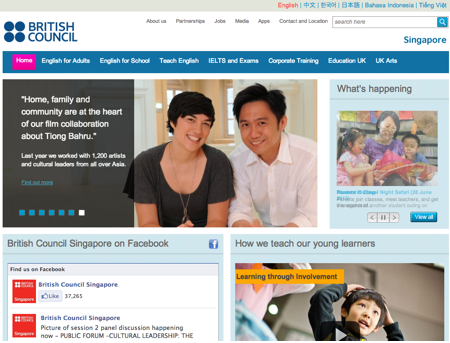 English | 中文 | 한국어 | 日本語 | Bahasa Indonesia | Tiếng Việt
BRITISH
COUNCIL
About us Partnerships Jobs Media Apps Contact and Location search here
Singapore
Home English for Adults English for School Teach English IELTS and Exams Corporate Training Education UK UK Arts
"Home, family and
community are at the heart
of our film collaboration
about Tiong Bahru."
Last year we worked with 1,200 artists
and cultural leaders from all over Asia.
Find out more
What's happening
View all
British Council Singapore on Facebook
Find us on Facebook
British Council Singapore
Like 37,265
British Council Singapore
Picture of session 2 panel discussion happening
now - PUBLIC FORUM -CULTURAL LEADERSHIP: THE
How we teach our young learners
Learning through Involvement